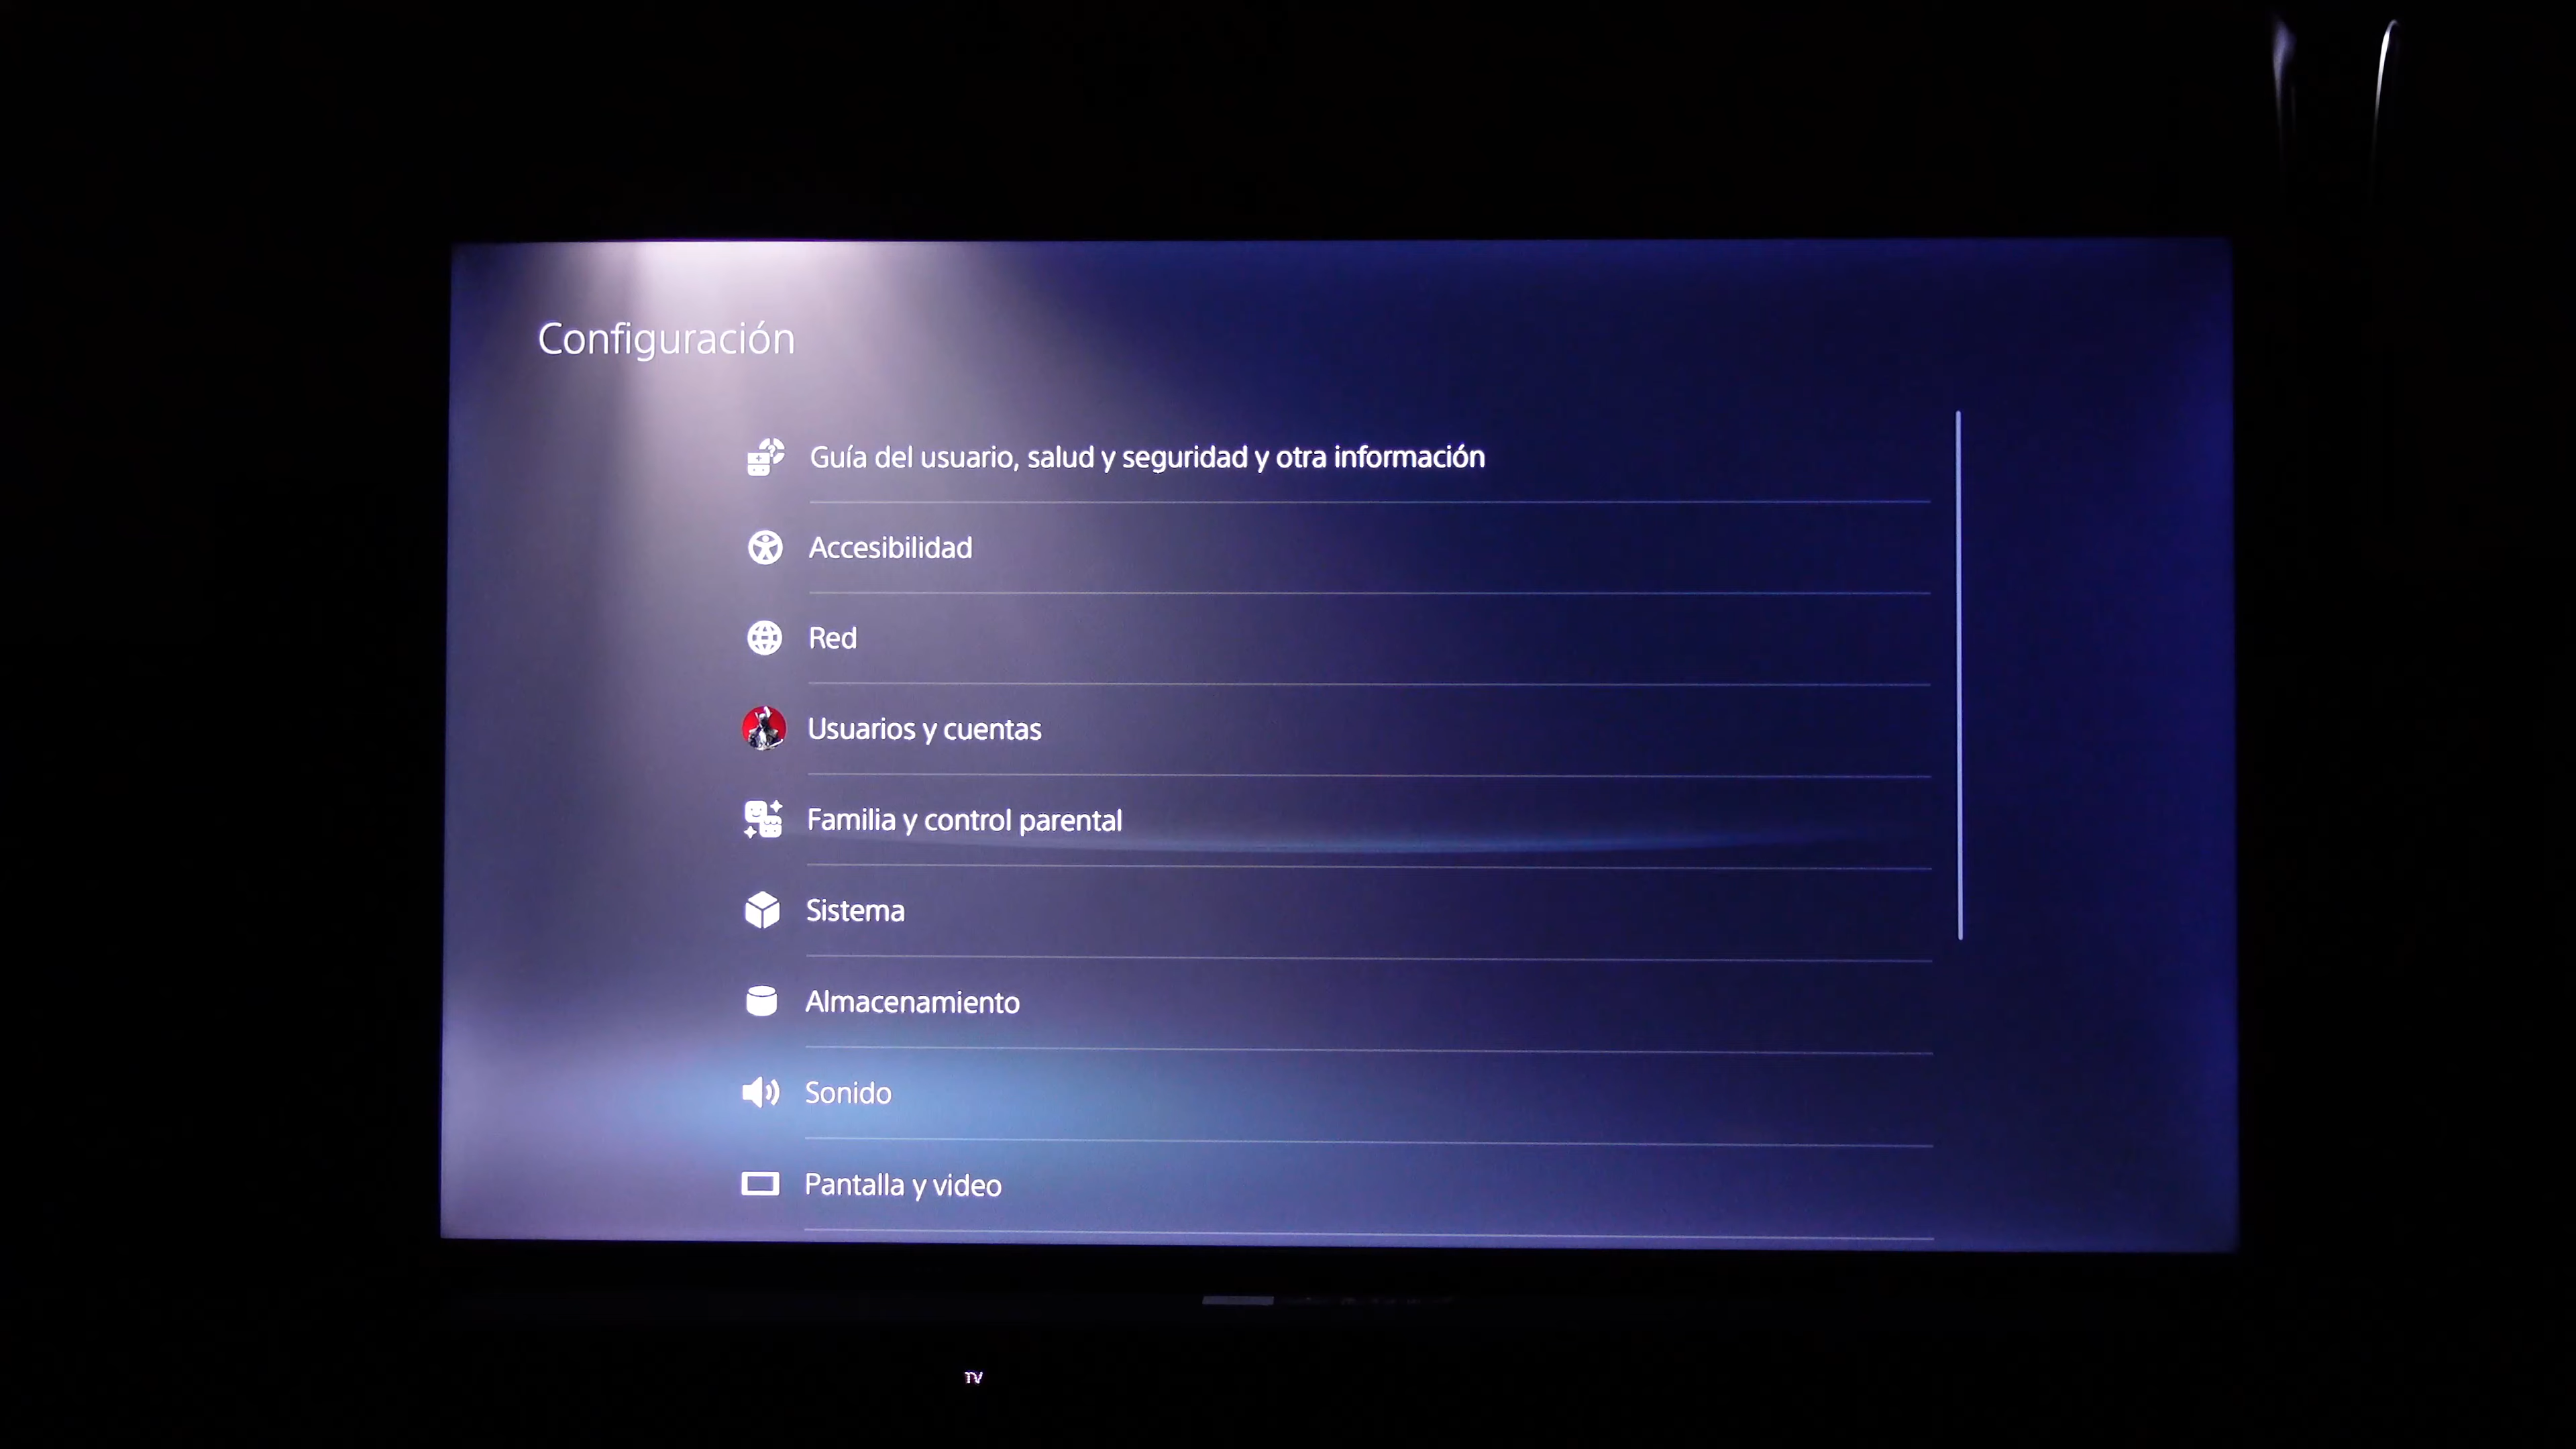 Configuración
Guía del usuario, salud y seguridad y otra información
Accesibilidad
Red
Usuarios y cuentas
Familia y control parental
Sistema
Almacenamiento
Sonido
Pantalla y video
TV